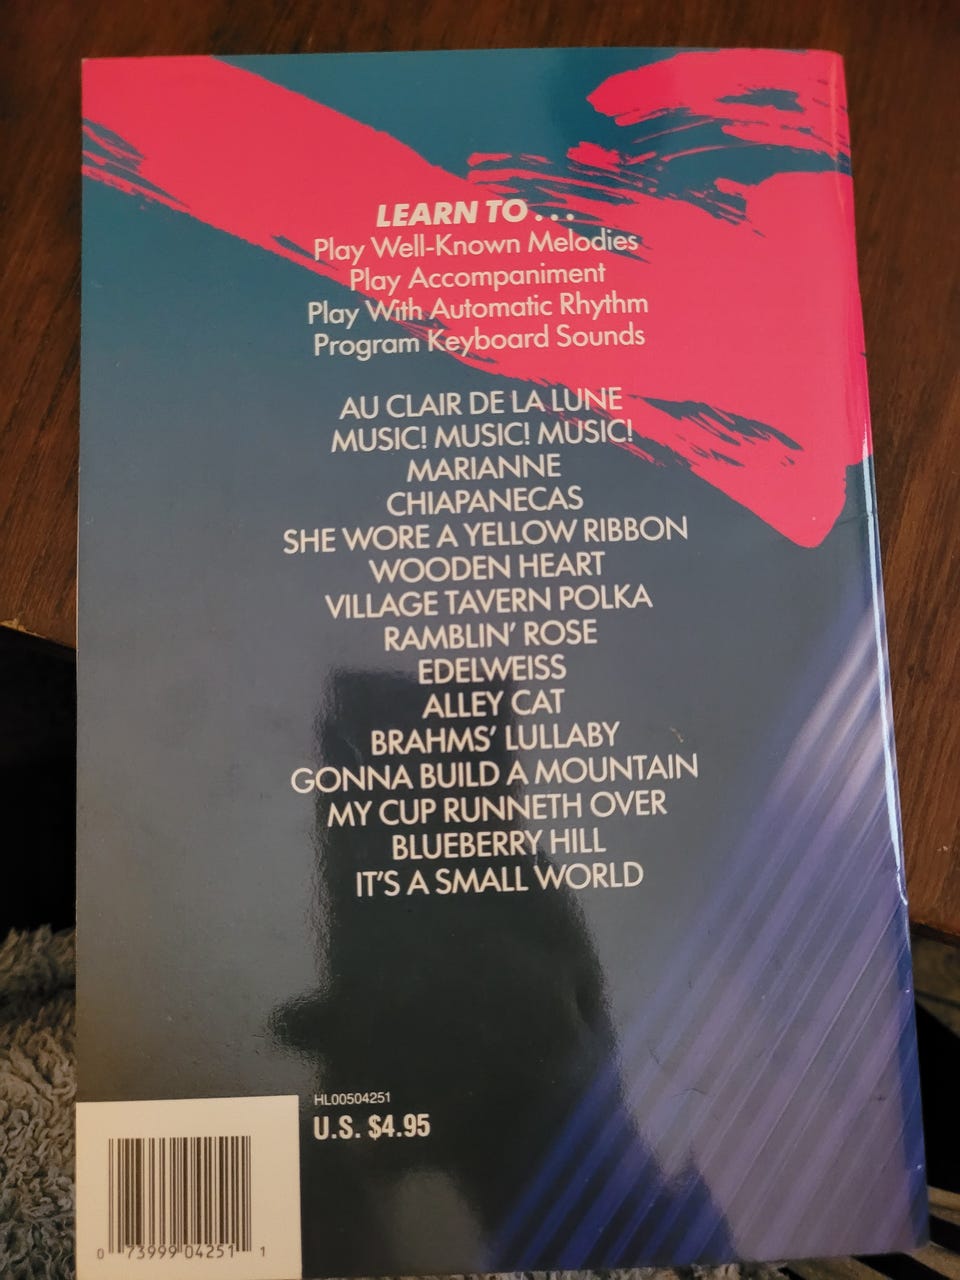 LEARN TO...
Play Well-Known Melodies
Play Accompaniment
Play With Automatic Rhythm
Program Keyboard Sounds
AU CLAIR DE LA LUNE
MUSIC! MUSIC! MUSIC!
MARIANNE
CHIAPANECAS
SHE WORE A YELLOW RIBBON
WOODEN HEART
VILLAGE TAVERN POLKA
RAMBLIN' ROSE
EDELWEISS
ALLEY CAT
BRAHMS' LULLABY
GONNA BUILD A MOUNTAIN
MY CUP RUNNETH OVER
BLUEBERRY HILL
IT'S A SMALL WORLD
HL00504251
U.S. $4.95
0 73999 04251 1